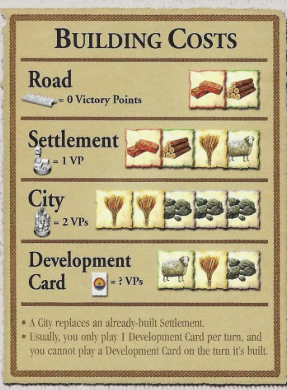 BUILDING COSTS
Road
= 0 Victory Points
Settlement
= 1 VP
City
= 2 VPs
Development
Card = ? VPs
• A City replaces an already-built Settlement.
• Usually, you only play 1 Development Card per turn, and
you cannot play a Development Card on the turn it's built.